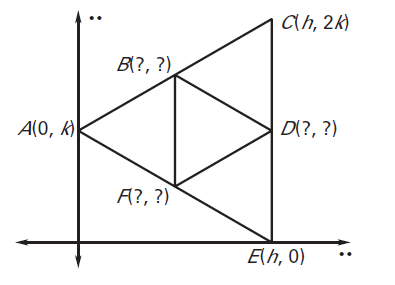 C(h, 2k)
B(?, ?)
A(0, k)
D(?, ?)
F(?, ?)
E(h, 0)